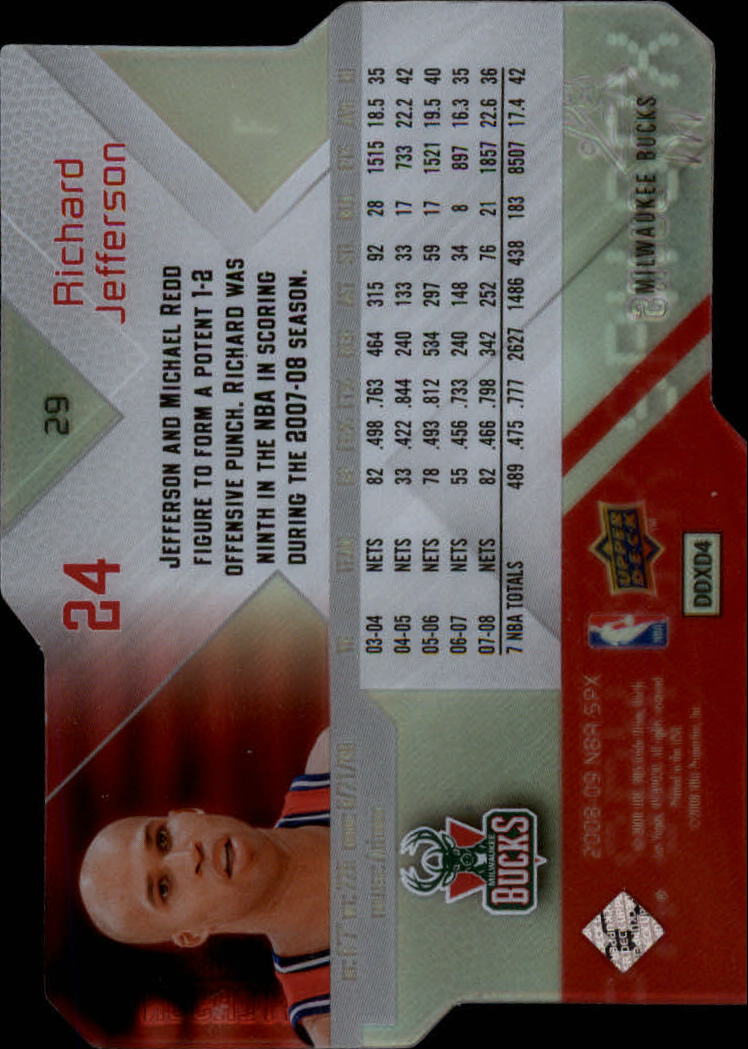 29
Richard
Jefferson
24
JEFFERSON AND MICHAEL REDD
FIGURE TO FORM A POTENT 1-2
OFFENSIVE PUNCH. RICHARD WAS
NINTH IN THE NBA IN SCORING
DURING THE 2007-08 SEASON.
YR TEAM
03-04 NETS 82 .498 .763 464 315 92 28 1515 18.5 35
04-05 NETS 33 .422 .844 240 133 33 17 733 22.2 42
05-06 NETS 78 .493 .812 534 297 59 17 1521 19.5 40
06-07 NETS 55 .456 .733 240 148 34 8 897 16.3 35
07-08 NETS 82 .466 .798 342 252 76 21 1857 22.6 36
7 NBA TOTALS 489 .475 .777 2627 1486 438 183 8507 17.4 42
MILWAUKEE
BUCKS
MILWAUKEE BUCKS
UPPER
DECK
DDXD4
2008-09 NBA SPX